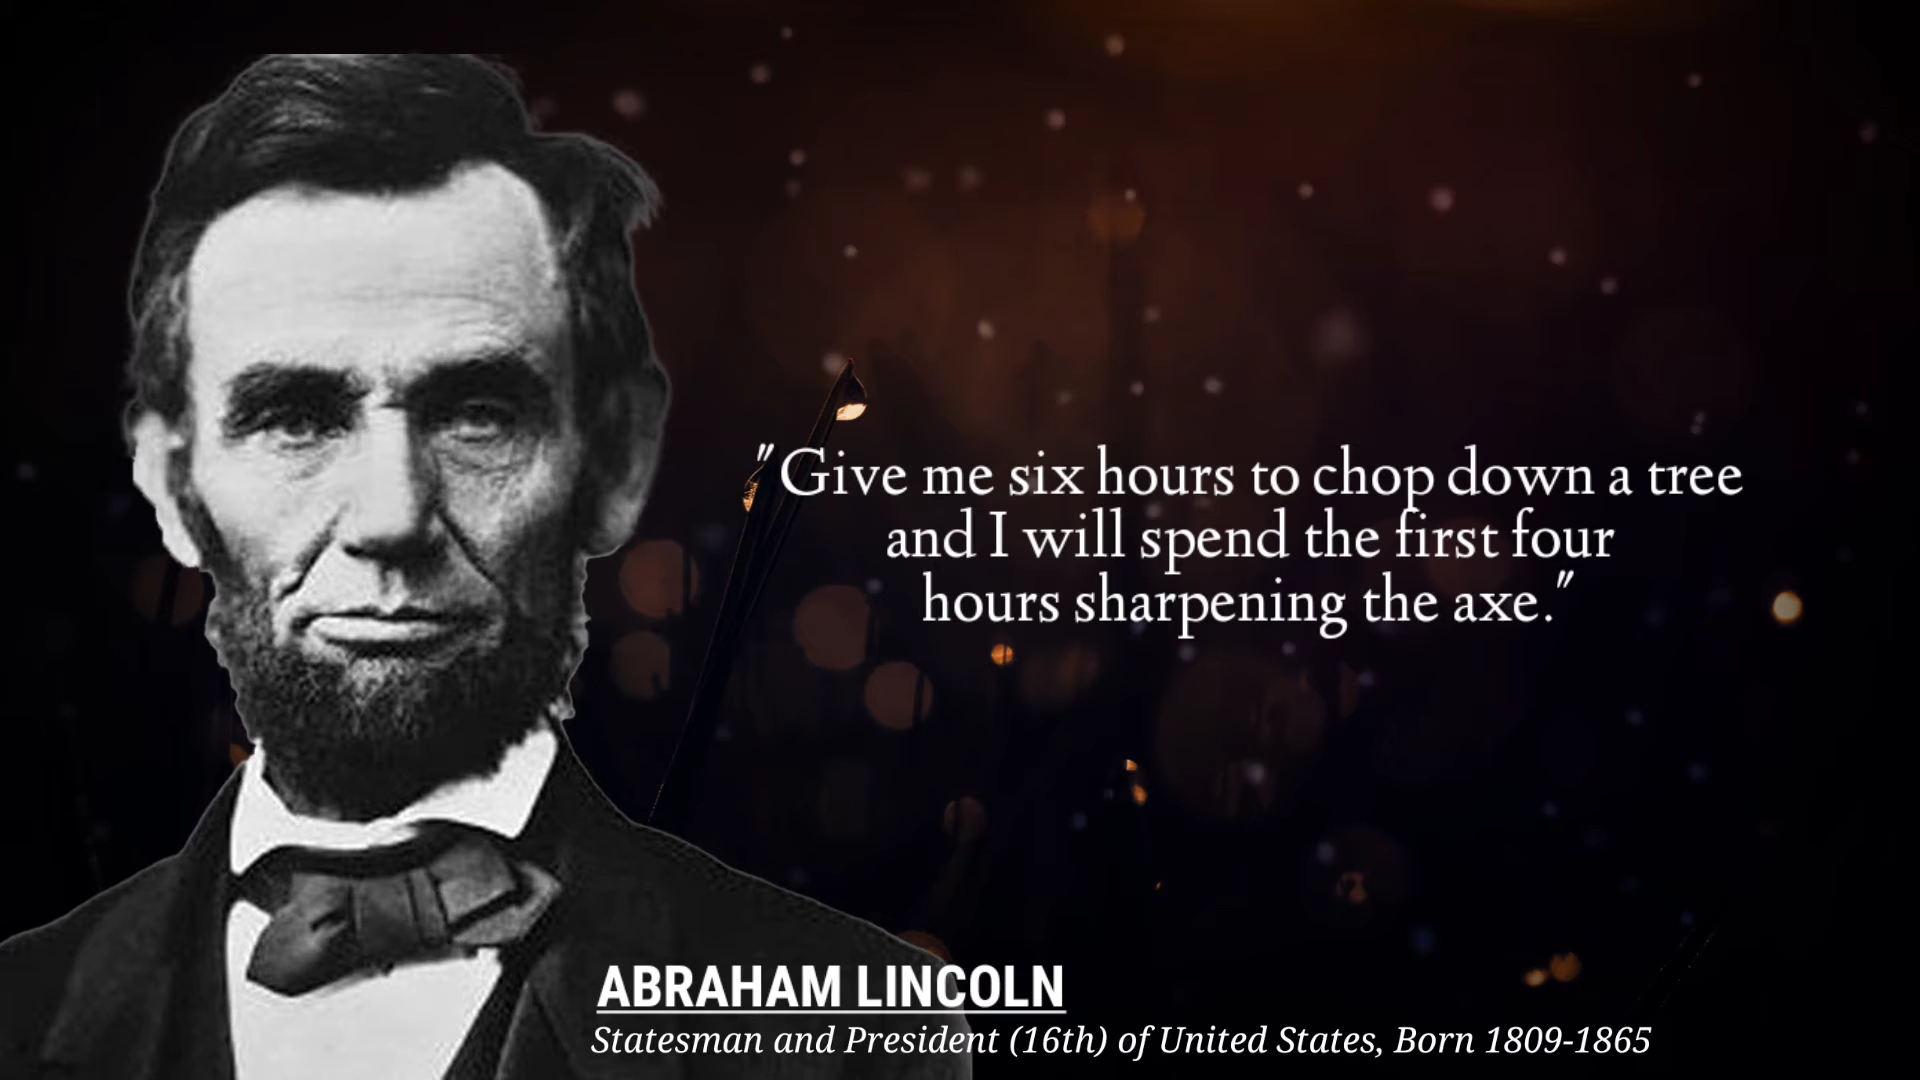 "Give me six hours to chop down a tree
and I will spend the first four
hours sharpening the axe."
ABRAHAM LINCOLN
Statesman and President (16th) of United States, Born 1809-1865